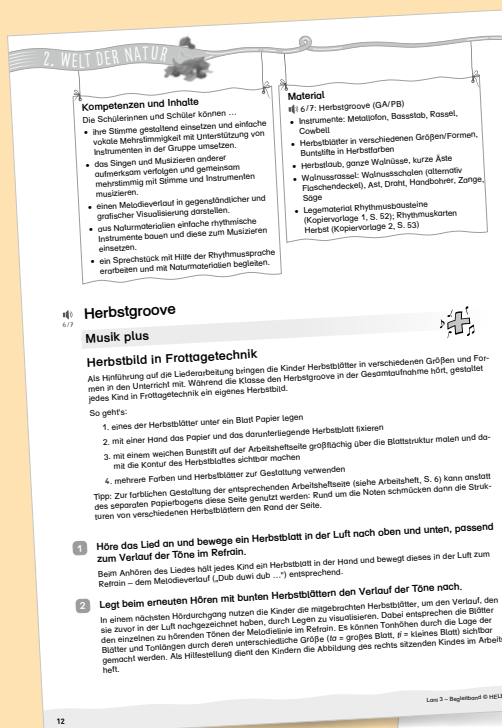 2. WELT DER NATUR
Kompetenzen und Inhalte
Die Schülerinnen und Schüler können …
• ihre Stimme gestaltend einsetzen und einfache
vokale Mehrstimmigkeit mit Unterstützung von
Instrumenten in der Gruppe umsetzen.
• das Singen und Musizieren anderer
aufmerksam verfolgen und gemeinsam
mehrstimmig mit Stimme und Instrumenten
musizieren.
• einen Melodieverlauf in gegenständlicher und
grafischer Visualisierung darstellen.
• aus Naturmaterialien einfache rhythmische
Instrumente bauen und diese zum Musizieren
einsetzen.
• ein Sprechstück mit Hilfe der Rhythmussprache
erarbeiten und mit Naturmaterialien begleiten.
Material
6/7: Herbstgroove (GA/PB)
• Instrumente: Metallofon, Bassstab, Rassel,
Cowbell
• Herbstblätter in verschiedenen Größen/Formen,
Buntstifte in Herbstfarben
• Herbstlaub, ganze Walnüsse, kurze Äste
• Walnussrassel: Walnussschalen (alternativ
Flaschendeckel), Ast, Draht, Handbohrer, Zange,
Säge
• Legematerial Rhythmusbausteine
(Kopiervorlage 1, S. 52); Rhythmuskarten
Herbst (Kopiervorlage 2, S. 53)
6/7
Herbstgroove
Musik plus
Herbstbild in Frottagetechnik
Als Hinführung auf die Liederarbeitung bringen die Kinder Herbstblätter in verschiedenen Größen und For-
men in den Unterricht mit. Während die Klasse den Herbstgroove in der Gesamtaufnahme hört, gestaltet
jedes Kind in Frottagetechnik ein eigenes Herbstbild.
So geht's:
1. eines der Herbstblätter unter ein Blatt Papier legen
2. mit einer Hand das Papier und das darunterliegende Herbstblatt fixieren
3. mit einem weichen Buntstift auf der Arbeitsheftseite großflächig über die Blattstruktur malen und da-
mit die Kontur des Herbstblattes sichtbar machen
4. mehrere Farben und Herbstblätter zur Gestaltung verwenden
Tipp: Zur farblichen Gestaltung der entsprechenden Arbeitsheftseite (siehe Arbeitsheft, S. 6) kann anstatt
des separaten Papierbogens diese Seite genutzt werden: Rund um die Noten schmücken dann die Struk-
turen von verschiedenen Herbstblättern den Rand der Seite.
1 Höre das Lied an und bewege ein Herbstblatt in der Luft nach oben und unten, passend
zum Verlauf der Töne im Refrain.
Beim Anhören des Liedes hält jedes Kind ein Herbstblatt in der Hand und bewegt dieses in der Luft zum
Refrain – dem Melodieverlauf („Dub duwi dub …“) entsprechend.
2 Legt beim erneuten Hören mit bunten Herbstblättern den Verlauf der Töne nach.
In einem nächsten Hördurchgang nutzen die Kinder die mitgebrachten Herbstblätter, um den Verlauf, den
sie zuvor in der Luft nachgezeichnet haben, durch Legen zu visualisieren. Dabei entsprechen die Blätter
den einzelnen zu hörenden Tönen der Melodielinie im Refrain. Es können Tonhöhen durch die Lage der
Blätter und Tonlängen durch deren unterschiedliche Größe (ta = großes Blatt, ti = kleines Blatt) sichtbar
gemacht werden. Als Hilfestellung dient den Kindern die Abbildung des rechts sitzenden Kindes im Arbeits
heft.
12
Lars 3 – Begleitband © HELB